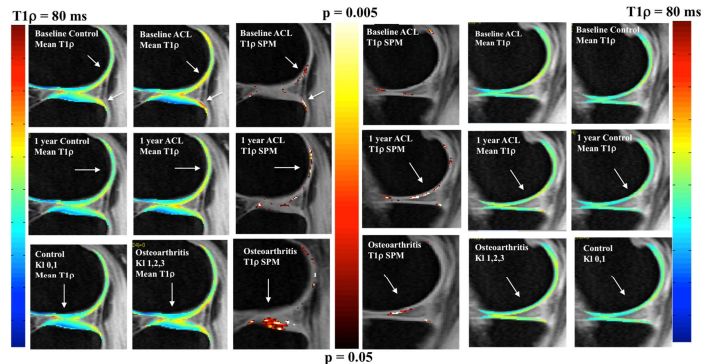 T1ρ = 80 ms
p = 0.005
T1ρ = 80 ms
Baseline Control
Mean T1ρ
Baseline ACL
Mean T1ρ
Baseline ACL
T1ρ SPM
Baseline ACL
T1ρ SPM
Baseline ACL
Mean T1ρ
Baseline Control
Mean T1ρ
1 year Control
Mean T1ρ
1 year ACL
Mean T1ρ
1 year ACL
T1ρ SPM
1 year ACL
T1ρ SPM
1 year ACL
Mean T1ρ
1 year Control
Mean T1ρ
Control
Kl 0,1
Mean T1ρ
Osteoarthritis
Kl 1,2,3
Mean T1ρ
Osteoarthritis
T1ρ SPM
Osteoarthritis
T1ρ SPM
Osteoarthritis
Kl 1,2,3
Control
Kl 0,1
p = 0.05